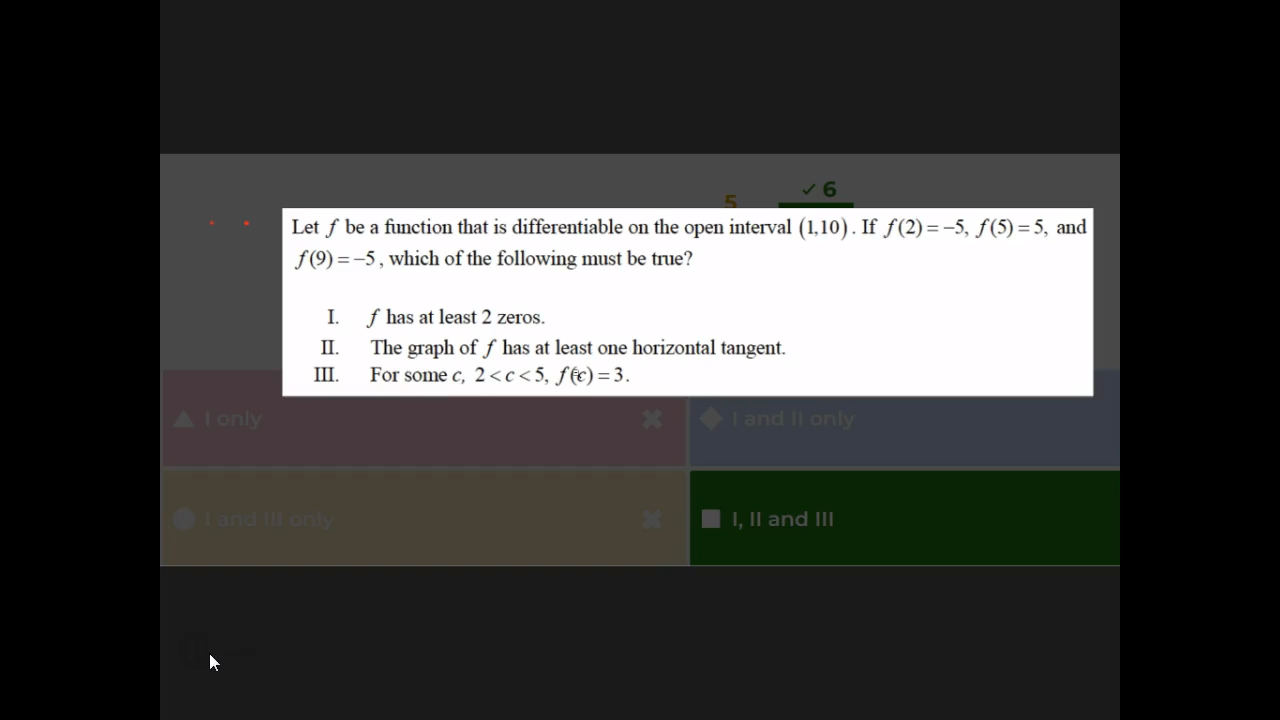 5
✓ 6
Let f be a function that is differentiable on the open interval (1,10). If f(2) = −5, f(5) = 5, and
f(9) = −5, which of the following must be true?
I. f has at least 2 zeros.
II. The graph of f has at least one horizontal tangent.
III. For some c, 2 < c < 5, f(c) = 3.
I only
I and II only
I and III only
I, II and III